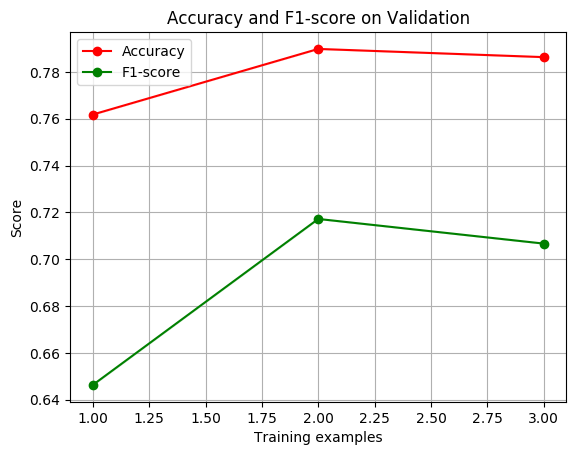 Accuracy and F1-score on Validation
Accuracy
F1-score
Score
0.78
0.76
0.74
0.72
0.70
0.68
0.66
0.64
1.00 1.25 1.50 1.75 2.00 2.25 2.50 2.75 3.00
Training examples